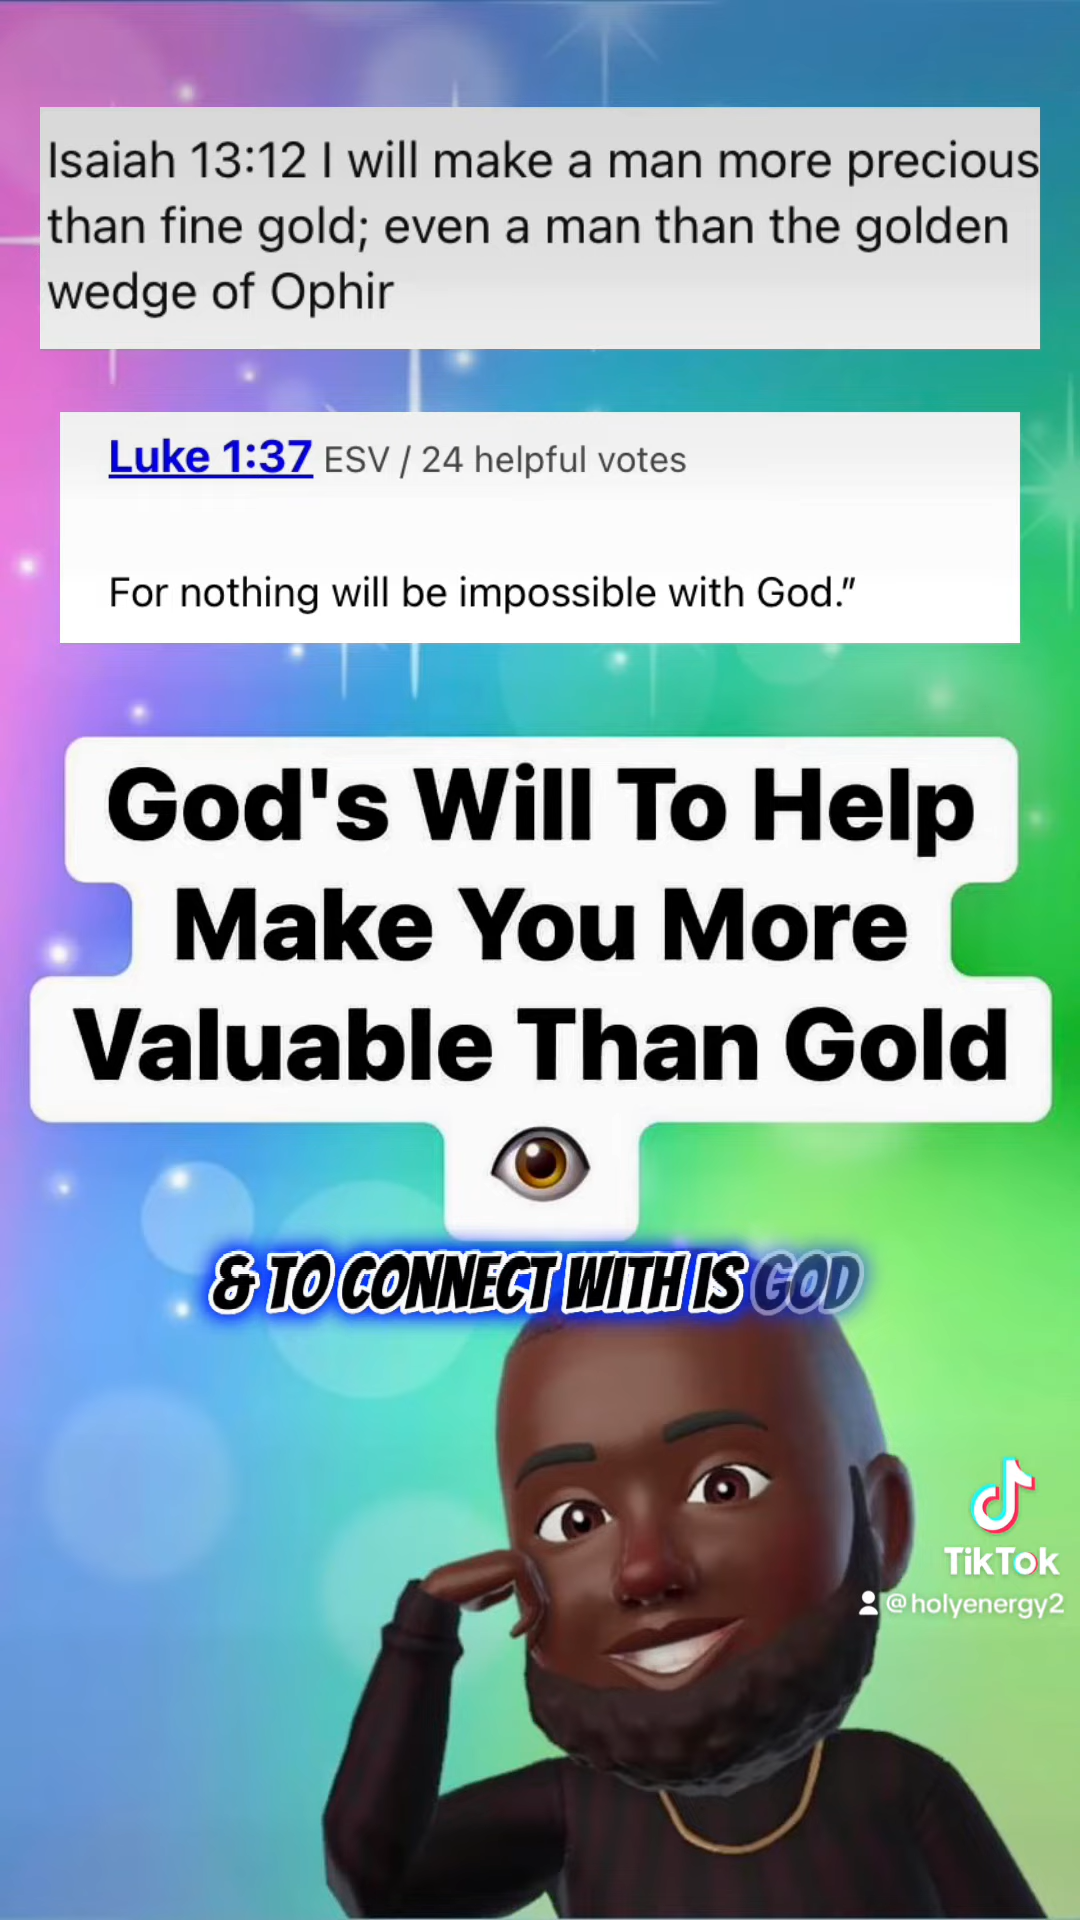 Isaiah 13:12 I will make a man more precious
than fine gold; even a man than the golden
wedge of Ophir
Luke 1:37 ESV / 24 helpful votes
For nothing will be impossible with God.”
God's Will To Help
Make You More
Valuable Than Gold
👁️
& TO CONNECT WITH IS GOD
TikTok
@holyenergy2